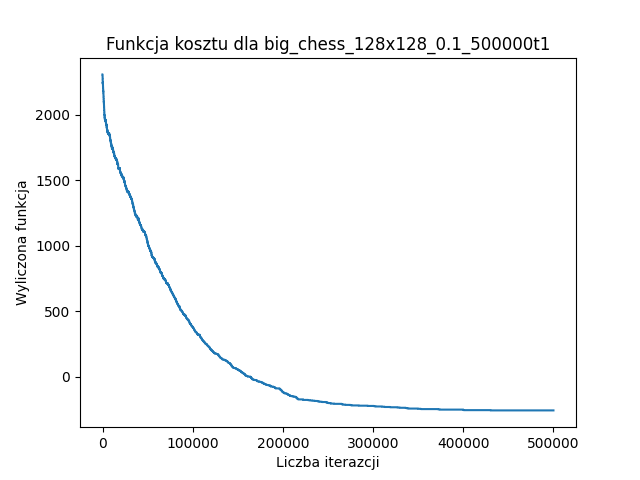 Funkcja kosztu dla big_chess_128x128_0.1_500000t1
Wyliczona funkcja
2000
1500
1000
500
0
0 100000 200000 300000 400000 500000
Liczba iterazcji